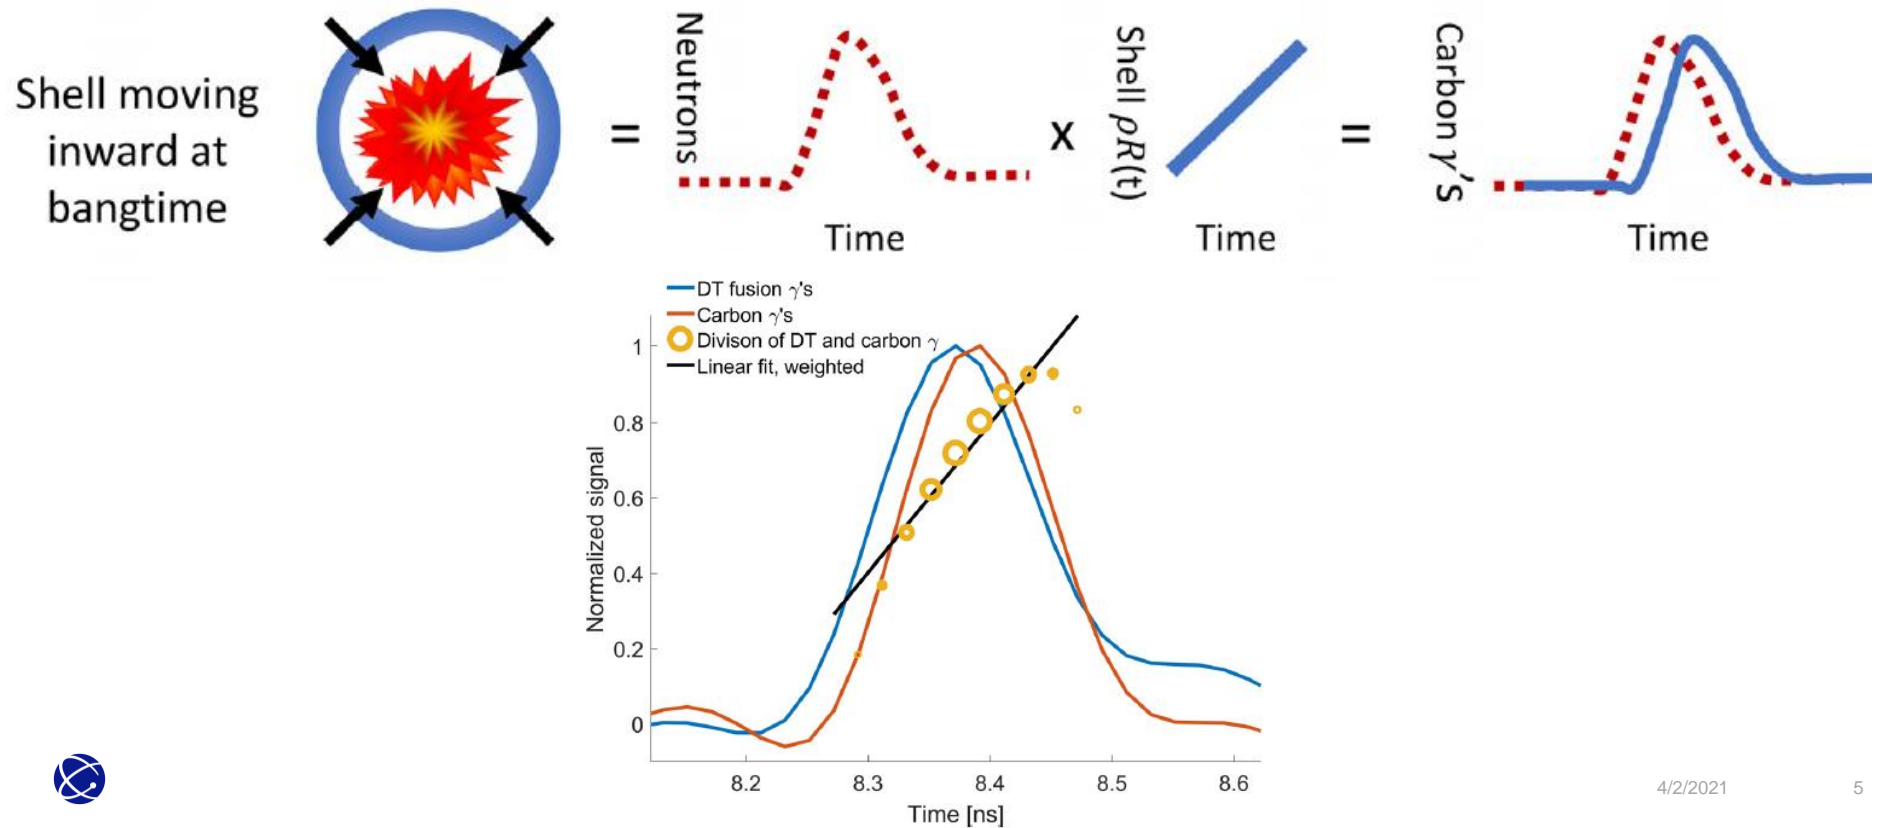 Shell moving
inward at
bangtime
=
Neutrons
Time
x
Shell ρR(t)
Time
=
Carbon γ's
Time
DT fusion γ's
Carbon γ's
Divison of DT and carbon γ
Linear fit, weighted
Normalized signal
1
0.8
0.6
0.4
0.2
0
8.2 8.3 8.4 8.5 8.6
Time [ns]
4/2/2021 5